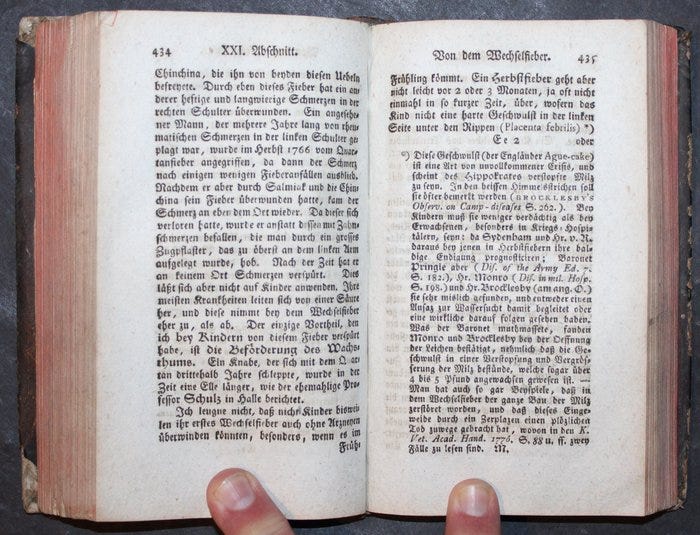 434 XXI. Abschnitt.
Chinchina, die ihn von beyden diesen Uebeln
befreyete. Durch eben dieses Fieber hat ein an-
derer heftige und langwierige Schmerzen in der
rechten Schulter überwunden. Ein angesehe-
ner Mann, der mehrere Jahre lang von rhev-
matischen Schmerzen in der linken Schulter ge-
plagt war, wurde im Herbst 1766 vom Quar-
tanfieber angegriffen, da dann der Schmerz
nach einigen wenigen Fieberanfällen ausblieb.
Nachdem er aber durch Salmiak und die Chin-
china sein Fieber überwunden hatte, kam der
Schmerz an eben dem Ort wieder. Da dieser sich
verloren hatte, wurde er anstatt dessen mit Zahn-
schmerzen befallen, die man durch ein grosses
Zugpflaster, das zu überst an dem linken Arm
aufgelegt wurde, hob. Nach der Zeit hat er
an keinem Ort Schmerzen verspürt. Dies
läßt sich aber nicht auf Kinder anwenden. Ihre
meisten Krankheiten leiten sich von einer Säure
her, und diese nimmt bey dem Wechselfieber
eher zu, als ab. Der einzige Vortheil, den
ich bey Kindern von diesem Fieber verspürt
habe, ist die Beförderung des Wachs-
thums. Ein Knabe, der sich mit dem Quar-
tan drittehalb Jahre schleppte, wurde in der
Zeit eine Elle länger, wie der ehemahlige Pro-
fessor Schulz in Halle berichtet.
Ich leugne nicht, daß nicht Kinder biswei-
len ihr erstes Wechselfieber auch ohne Arzneyen
überwinden könnten, besonders, wenn es im
Früh-
Von dem Wechselfieber. 435
Frühling kömmt. Ein Herbstfieber geht aber
nicht leicht vor 2 oder 3 Monaten, ja oft nicht
einmahl in so kurzer Zeit, über, wofern das
Kind nicht eine harte Geschwulst in der linken
Seite unter den Rippen (Placenta febrilis) *)
Ee 2 oder
*) Diese Geschwulst (der Engländer Ague-cake)
ist eine Art von unvollkommener Crisis, und
scheint des Hippokrates verstopfte Milz
zu seyn. In den heissen Himmelsstrichen soll
sie öfter bemerkt werden (BROCKLESBY'S
Observ. on Camp-diseases S. 262.). Bey
Kindern muß sie weniger verdächtig als bey
Erwachsenen, besonders in Kriegs-Hospi-
tälern, seyn; da Sydenham und Hr. v. R.
daraus bey jenen in Herbstfiebern ihre bal-
dige Endigung prognosticiren; Baronet
Pringle aber (Dis. of the Army Ed. 7.
S. 182.), Hr. Monro (Dis. in mil. Hosp.
S. 198.) und Hr. Brocklesby (am ang. O.)
sie sehr mislich gefunden, und entweder einen
Ansaz zur Wassersucht damit begleitet oder
eine wirkliche darauf folgen gesehen haben.
Was der Baronet muthmassete, fanden
Monro und Brocklesby bey der Oeffnung
der Leichen bestätigt, nehmlich daß die Ge-
schwulst in einer Verstopfung und Vergrös-
serung der Milz bestände, welche sogar über
4 bis 5 Pfund angewachsen gewesen ist. —
Man hat auch so gar Beyspiele, daß in
dem Wechselfieber der ganze Bau der Milz
zerstöret worden, und daß dieses Einge-
weide durch ein Zerplazen einen plözlichen
Tod zuwege gebracht hat, wovon in den K.
Vet. Acad. Hand. 1776. S. 88 u. ff. zwey
Fälle zu lesen sind. M.